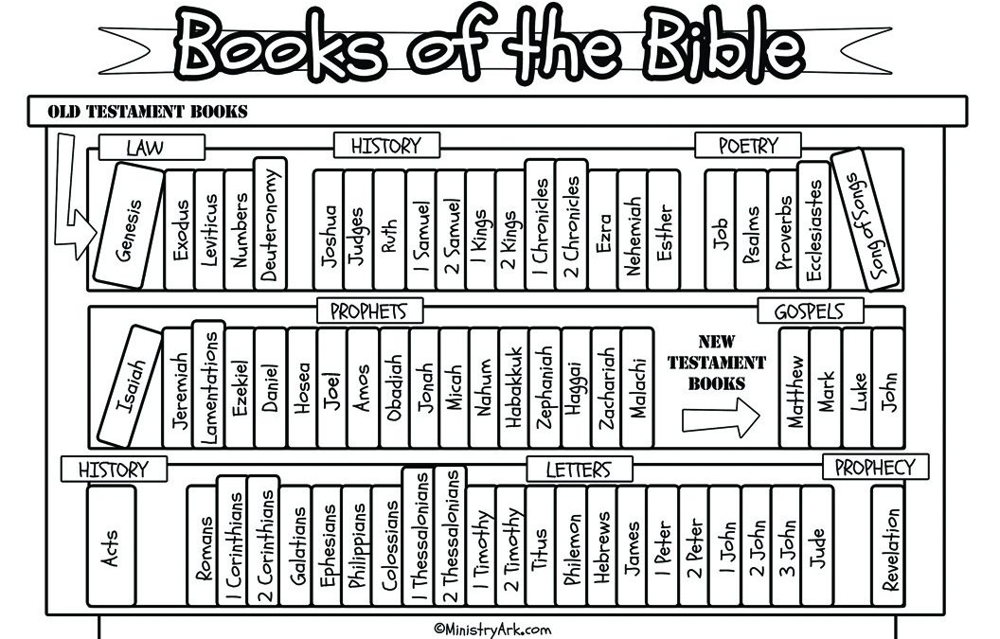 Books of the Bible
OLD TESTAMENT BOOKS
LAW
Genesis
Exodus
Leviticus
Numbers
Deuteronomy
HISTORY
Joshua
Judges
Ruth
1 Samuel
2 Samuel
1 Kings
2 Kings
1 Chronicles
2 Chronicles
Ezra
Nehemiah
Esther
POETRY
Job
Psalms
Proverbs
Ecclesiastes
Song of Songs
PROPHETS
Isaiah
Jeremiah
Lamentations
Ezekiel
Daniel
Hosea
Joel
Amos
Obadiah
Jonah
Micah
Nahum
Habakkuk
Zephaniah
Haggai
Zachariah
Malachi
NEW
TESTAMENT
BOOKS
GOSPELS
Matthew
Mark
Luke
John
HISTORY
Acts
LETTERS
Romans
1 Corinthians
2 Corinthians
Galatians
Ephesians
Philippians
Colossians
1 Thessalonians
2 Thessalonians
1 Timothy
2 Timothy
Titus
Philemon
Hebrews
James
1 Peter
2 Peter
1 John
2 John
3 John
Jude
PROPHECY
Revelation
©MinistryArk.com